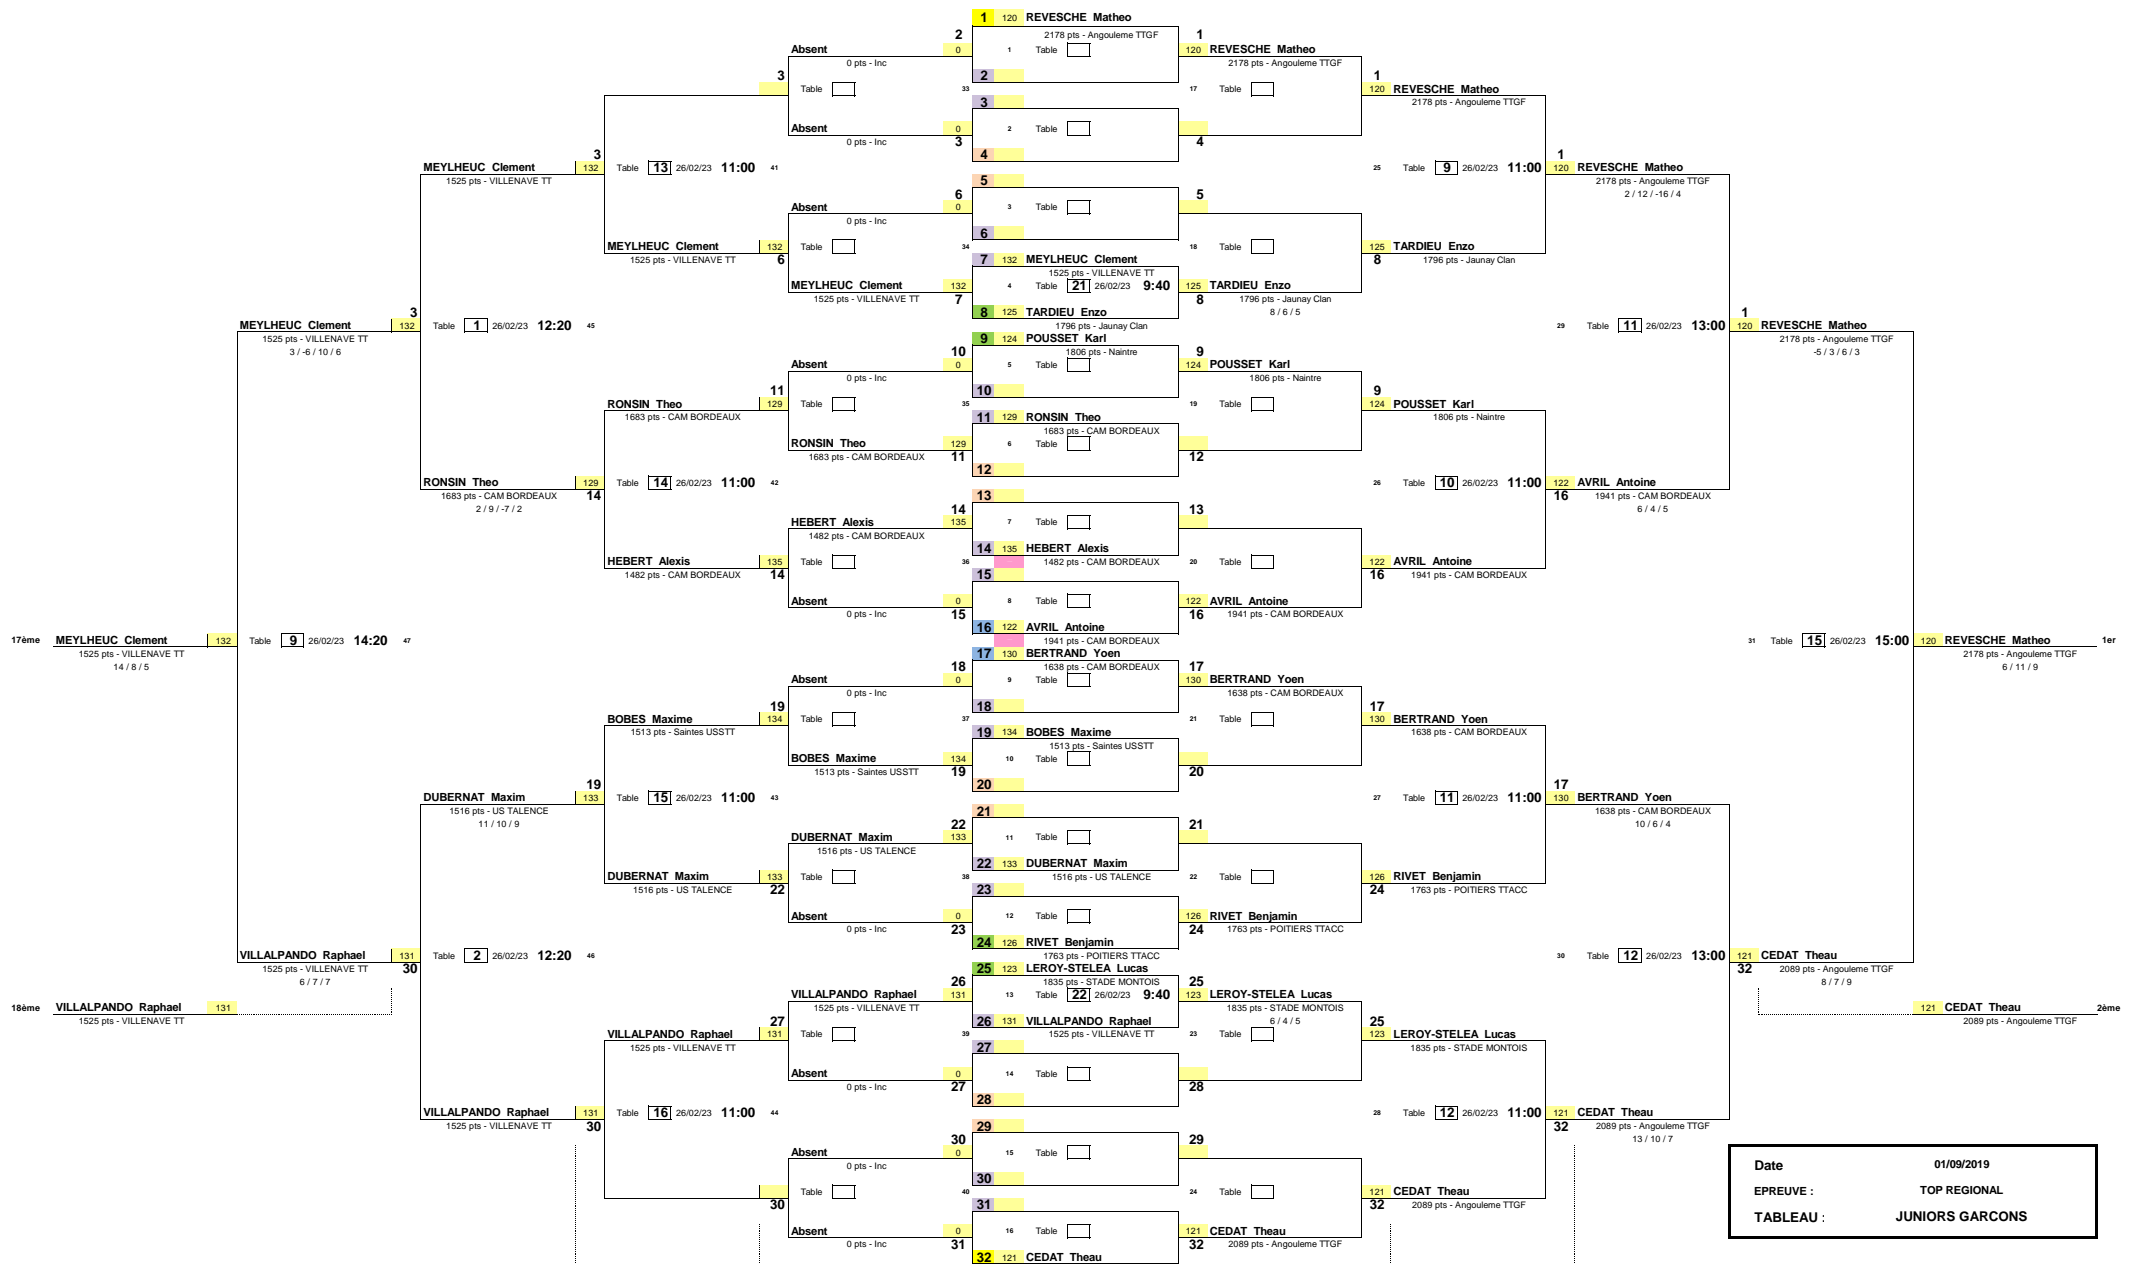 1 120 REVESCHE Matheo
2 2178 pts - Angouleme TTGF 1
Absent 0 1 Table 120 REVESCHE Matheo
0 pts - Inc 2178 pts - Angouleme TTGF
3 2 1
Table 33 17 Table 120 REVESCHE Matheo
3 2178 pts - Angouleme TTGF
Absent 0 2 Table
0 pts - Inc 3 4
3 4 1
MEYLHEUC Clement 132 Table 13 26/02/23 11:00 41 25 Table 9 26/02/23 11:00 120 REVESCHE Matheo
1525 pts - VILLENAVE TT 5 2178 pts - Angouleme TTGF
6 5 2 / 12 / -16 / 4
Absent 0 3 Table
0 pts - Inc
6
MEYLHEUC Clement 132 Table 34 18 Table 125 TARDIEU Enzo
1525 pts - VILLENAVE TT 6 7 132 MEYLHEUC Clement 8 1796 pts - Jaunay Clan
1525 pts - VILLENAVE TT
MEYLHEUC Clement 132 4 Table 21 26/02/23 9:40 125 TARDIEU Enzo
1525 pts - VILLENAVE TT 7 8 1796 pts - Jaunay Clan
3 8 125 TARDIEU Enzo 8 / 6 / 5 1
MEYLHEUC Clement 132 Table 1 26/02/23 12:20 45 1796 pts - Jaunay Clan 29 Table 11 26/02/23 13:00 120 REVESCHE Matheo
1525 pts - VILLENAVE TT 9 124 POUSSET Karl 2178 pts - Angouleme TTGF
3 / -6 / 10 / 6 10 1806 pts - Naintre 9 -5 / 3 / 6 / 3
Absent 0 5 Table 124 POUSSET Karl
0 pts - Inc 1806 pts - Naintre
11 10 9
RONSIN Theo 129 Table 35 19 Table 124 POUSSET Karl
1683 pts - CAM BORDEAUX 11 129 RONSIN Theo 1806 pts - Naintre
1683 pts - CAM BORDEAUX
RONSIN Theo 129 6 Table
1683 pts - CAM BORDEAUX 11 12
12
RONSIN Theo 129 Table 14 26/02/23 11:00 42 26 Table 10 26/02/23 11:00 122 AVRIL Antoine
1683 pts - CAM BORDEAUX 14 13 16 1941 pts - CAM BORDEAUX
2 / 9 / -7 / 2 14 13 6 / 4 / 5
HEBERT Alexis 135 7 Table
1482 pts - CAM BORDEAUX
14 135 HEBERT Alexis
HEBERT Alexis 135 Table 36 1482 pts - CAM BORDEAUX 20 Table 122 AVRIL Antoine
1482 pts - CAM BORDEAUX 14 15 16 1941 pts - CAM BORDEAUX
Absent 0 8 Table 122 AVRIL Antoine
0 pts - Inc 15 16 1941 pts - CAM BORDEAUX
16 122 AVRIL Antoine
17ème MEYLHEUC Clement 132 Table 9 26/02/23 14:20 47 1941 pts - CAM BORDEAUX 31 Table 15 26/02/23 15:00 120 REVESCHE Matheo 1er
1525 pts - VILLENAVE TT 17 130 BERTRAND Yoen 2178 pts - Angouleme TTGF
14 / 8 / 5 18 1638 pts - CAM BORDEAUX 17 6 / 11 / 9
Absent 0 9 Table 130 BERTRAND Yoen
0 pts - Inc 1638 pts - CAM BORDEAUX
19 18 17
BOBES Maxime 134 Table 37 21 Table 130 BERTRAND Yoen
1513 pts - Saintes USSTT 19 134 BOBES Maxime 1638 pts - CAM BORDEAUX
1513 pts - Saintes USSTT
BOBES Maxime 134 10 Table
1513 pts - Saintes USSTT 19 20
19 20 17
DUBERNAT Maxim 133 Table 15 26/02/23 11:00 43 27 Table 11 26/02/23 11:00 130 BERTRAND Yoen
1516 pts - US TALENCE 21 1638 pts - CAM BORDEAUX
11 / 10 / 9 22 21 10 / 6 / 4
DUBERNAT Maxim 133 11 Table
1516 pts - US TALENCE
22 133 DUBERNAT Maxim
DUBERNAT Maxim 133 Table 38 1516 pts - US TALENCE 22 Table 126 RIVET Benjamin
1516 pts - US TALENCE 22 23 24 1763 pts - POITIERS TTACC
Absent 0 12 Table 126 RIVET Benjamin
0 pts - Inc 23 24 1763 pts - POITIERS TTACC
24 126 RIVET Benjamin
VILLALPANDO Raphael 131 Table 2 26/02/23 12:20 46 1763 pts - POITIERS TTACC 30 Table 12 26/02/23 13:00 121 CEDAT Theau
1525 pts - VILLENAVE TT 30 25 123 LEROY-STELEA Lucas 32 2089 pts - Angouleme TTGF
6 / 7 / 7 26 1835 pts - STADE MONTOIS 25 8 / 7 / 9
VILLALPANDO Raphael 131 13 Table 22 26/02/23 9:40 123 LEROY-STELEA Lucas
18ème VILLALPANDO Raphael 131 1525 pts - VILLENAVE TT 1835 pts - STADE MONTOIS 121 CEDAT Theau 2ème
1525 pts - VILLENAVE TT 27 26 131 VILLALPANDO Raphael 6 / 4 / 5 25 2089 pts - Angouleme TTGF
VILLALPANDO Raphael 131 Table 39 1525 pts - VILLENAVE TT 23 Table 123 LEROY-STELEA Lucas
1525 pts - VILLENAVE TT 27 1835 pts - STADE MONTOIS
Absent 0 14 Table
0 pts - Inc 27 28
28
VILLALPANDO Raphael 131 Table 16 26/02/23 11:00 44 28 Table 12 26/02/23 11:00 121 CEDAT Theau
1525 pts - VILLENAVE TT 30 29 32 2089 pts - Angouleme TTGF
30 29 13 / 10 / 7
Absent 0 15 Table
0 pts - Inc
Date 01/09/2019
30
Table 40 24 Table 121 CEDAT Theau
EPREUVE : TOP REGIONAL
30 31 32 2089 pts - Angouleme TTGF
TABLEAU : JUNIORS GARCONS
Absent 0 16 Table 121 CEDAT Theau
0 pts - Inc 31 32 2089 pts - Angouleme TTGF
32 121 CEDAT Theau